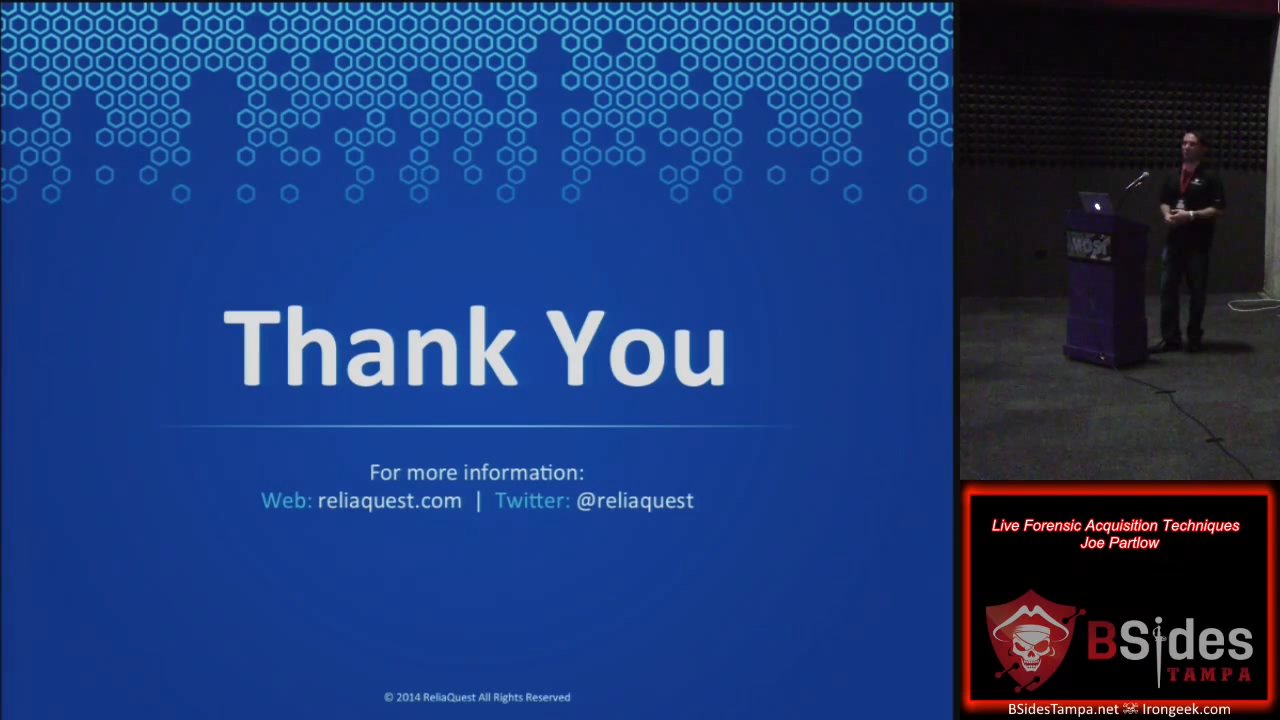 Thank You
For more information:
Web: reliaquest.com | Twitter: @reliaquest
© 2014 ReliaQuest All Rights Reserved
MOSI
Live Forensic Acquisition Techniques
Joe Partlow
BSides
TAMPA
BSidesTampa.net Irongeek.com